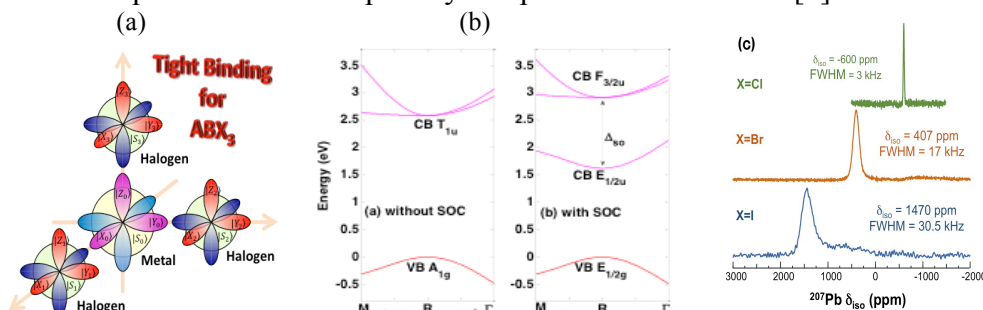 (a)
(b)
Tight Binding
for
ABX3
|Z3⟩
|Y3⟩
|X3⟩
|S3⟩
Halogen
|Z0⟩
|X0⟩
|Y0⟩
|S0⟩
Metal
|Z2⟩
|Y2⟩
|X2⟩
|S2⟩
Halogen
|Z1⟩
|Y1⟩
|S1⟩
Halogen
Energy (eV)
3.5
3
2.5
2
1.5
1
0.5
0
-0.5
CB T1u
(a) without SOC
VB A1g
M
R
3.5
3
2.5
2
1.5
1
0.5
0
-0.5
CB F3/2u
Δso
CB E1/2u
(b) with SOC
VB E1/2g
M
R
(c)
X=Cl
δiso = -600 ppm
FWHM = 3 kHz
X=Br
δiso = 407 ppm
FWHM = 17 kHz
X=I
δiso = 1470 ppm
FWHM = 30.5 kHz
3000 2000 1000 0 -1000 -2000
207Pb δiso (ppm)